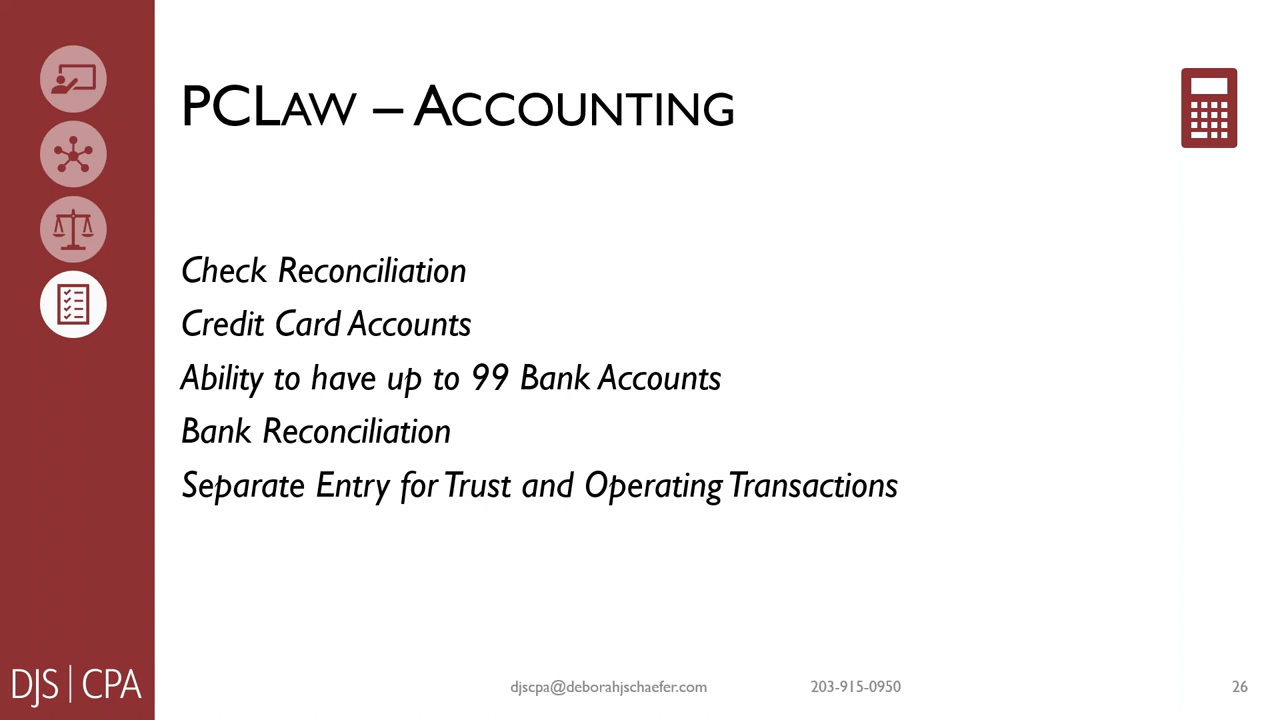 PCLAW – ACCOUNTING
Check Reconciliation
Credit Card Accounts
Ability to have up to 99 Bank Accounts
Bank Reconciliation
Separate Entry for Trust and Operating Transactions
DJS | CPA
djscpa@deborahjschaefer.com
203-915-0950
26